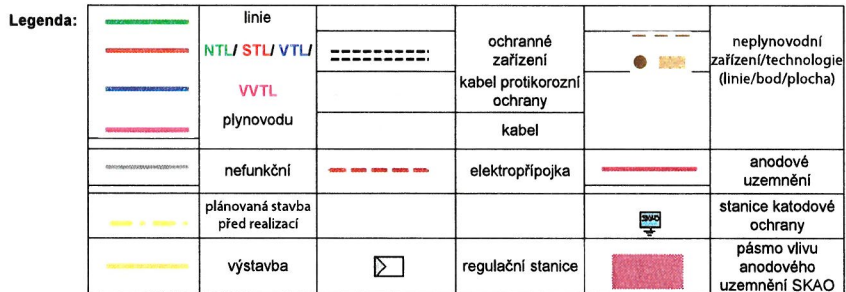 Legenda:
linie
NTL/ STL/ VTL/
VVTL
plynovodu
ochranné
zařízení
kabel protikorozní
ochrany
kabel
neplynovodní
zařízení/technologie
(linie/bod/plocha)
nefunkční
elektropřípojka
anodové
uzemnění
plánovaná stavba
před realizací
stanice katodové
ochrany
výstavba
regulační stanice
pásmo vlivu
anodového
uzemnění SKAO